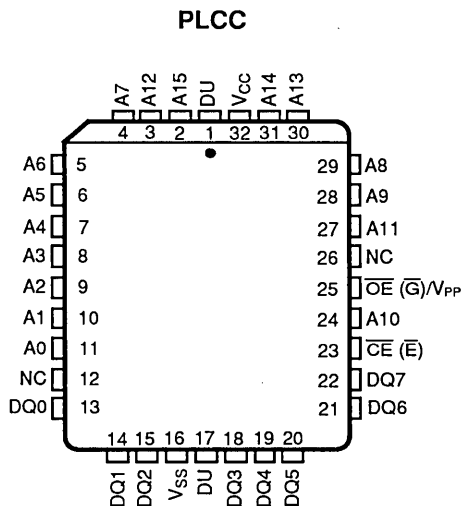 PLCC
A7 A12 A15 DU VCC A14 A13
4 3 2 1 32 31 30
A6 5 29 A8
A5 6 28 A9
A4 7 27 A11
A3 8 26 NC
A2 9 25 O̅E̅ (G̅)/VPP
A1 10 24 A10
A0 11 23 C̅E̅ (E̅)
NC 12 22 DQ7
DQ0 13 21 DQ6
14 15 16 17 18 19 20
DQ1 DQ2 VSS DU DQ3 DQ4 DQ5